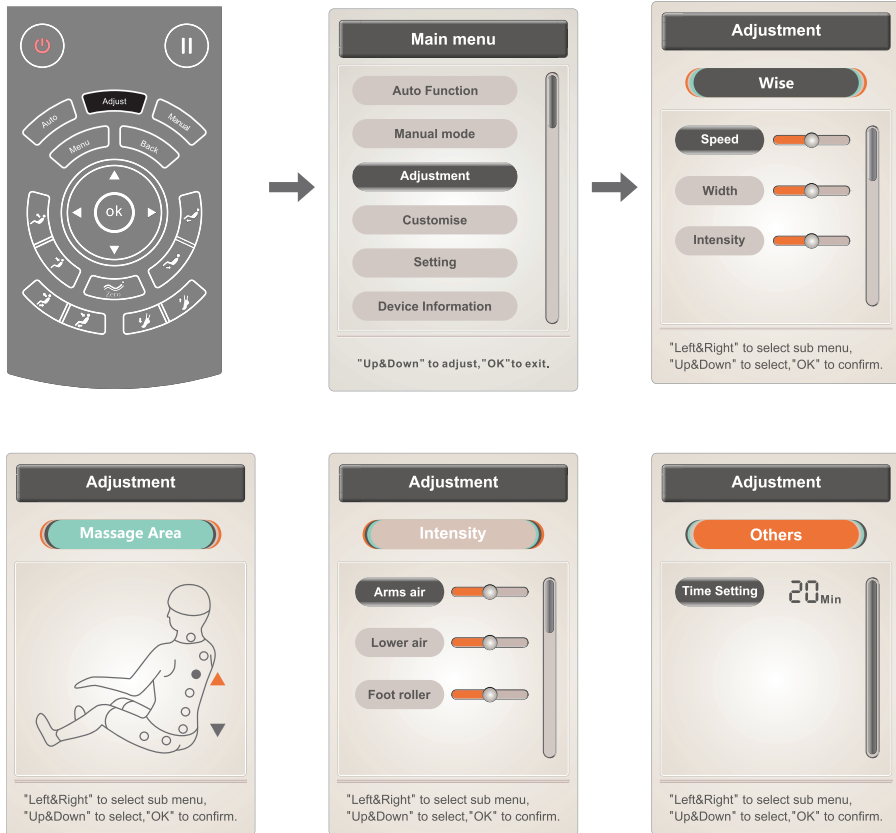 Adjust
Auto
Manual
Menu
Back
ok
Zero
Main menu
Auto Function
Manual mode
Adjustment
Customise
Setting
Device Information
"Up&Down" to adjust,"OK"to exit.
Adjustment
Wise
Speed
Width
Intensity
"Left&Right" to select sub menu,
"Up&Down" to select,"OK" to confirm.
Adjustment
Massage Area
"Left&Right" to select sub menu,
"Up&Down" to select,"OK" to confirm.
Adjustment
Intensity
Arms air
Lower air
Foot roller
"Left&Right" to select sub menu,
"Up&Down" to select,"OK" to confirm.
Adjustment
Others
Time Setting 20Min
"Left&Right" to select sub menu,
"Up&Down" to select,"OK" to confirm.